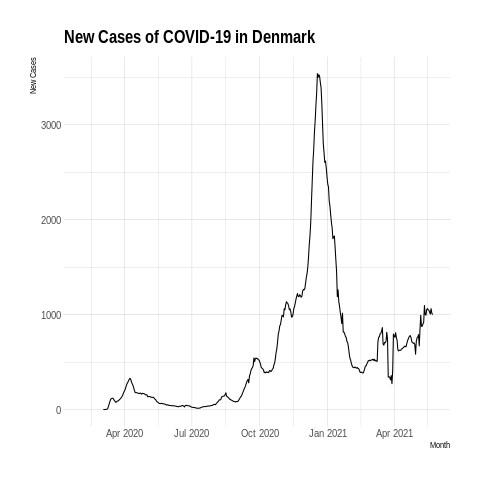 New Cases of COVID-19 in Denmark
New Cases
3000
2000
1000
0
Apr 2020 Jul 2020 Oct 2020 Jan 2021 Apr 2021
Month